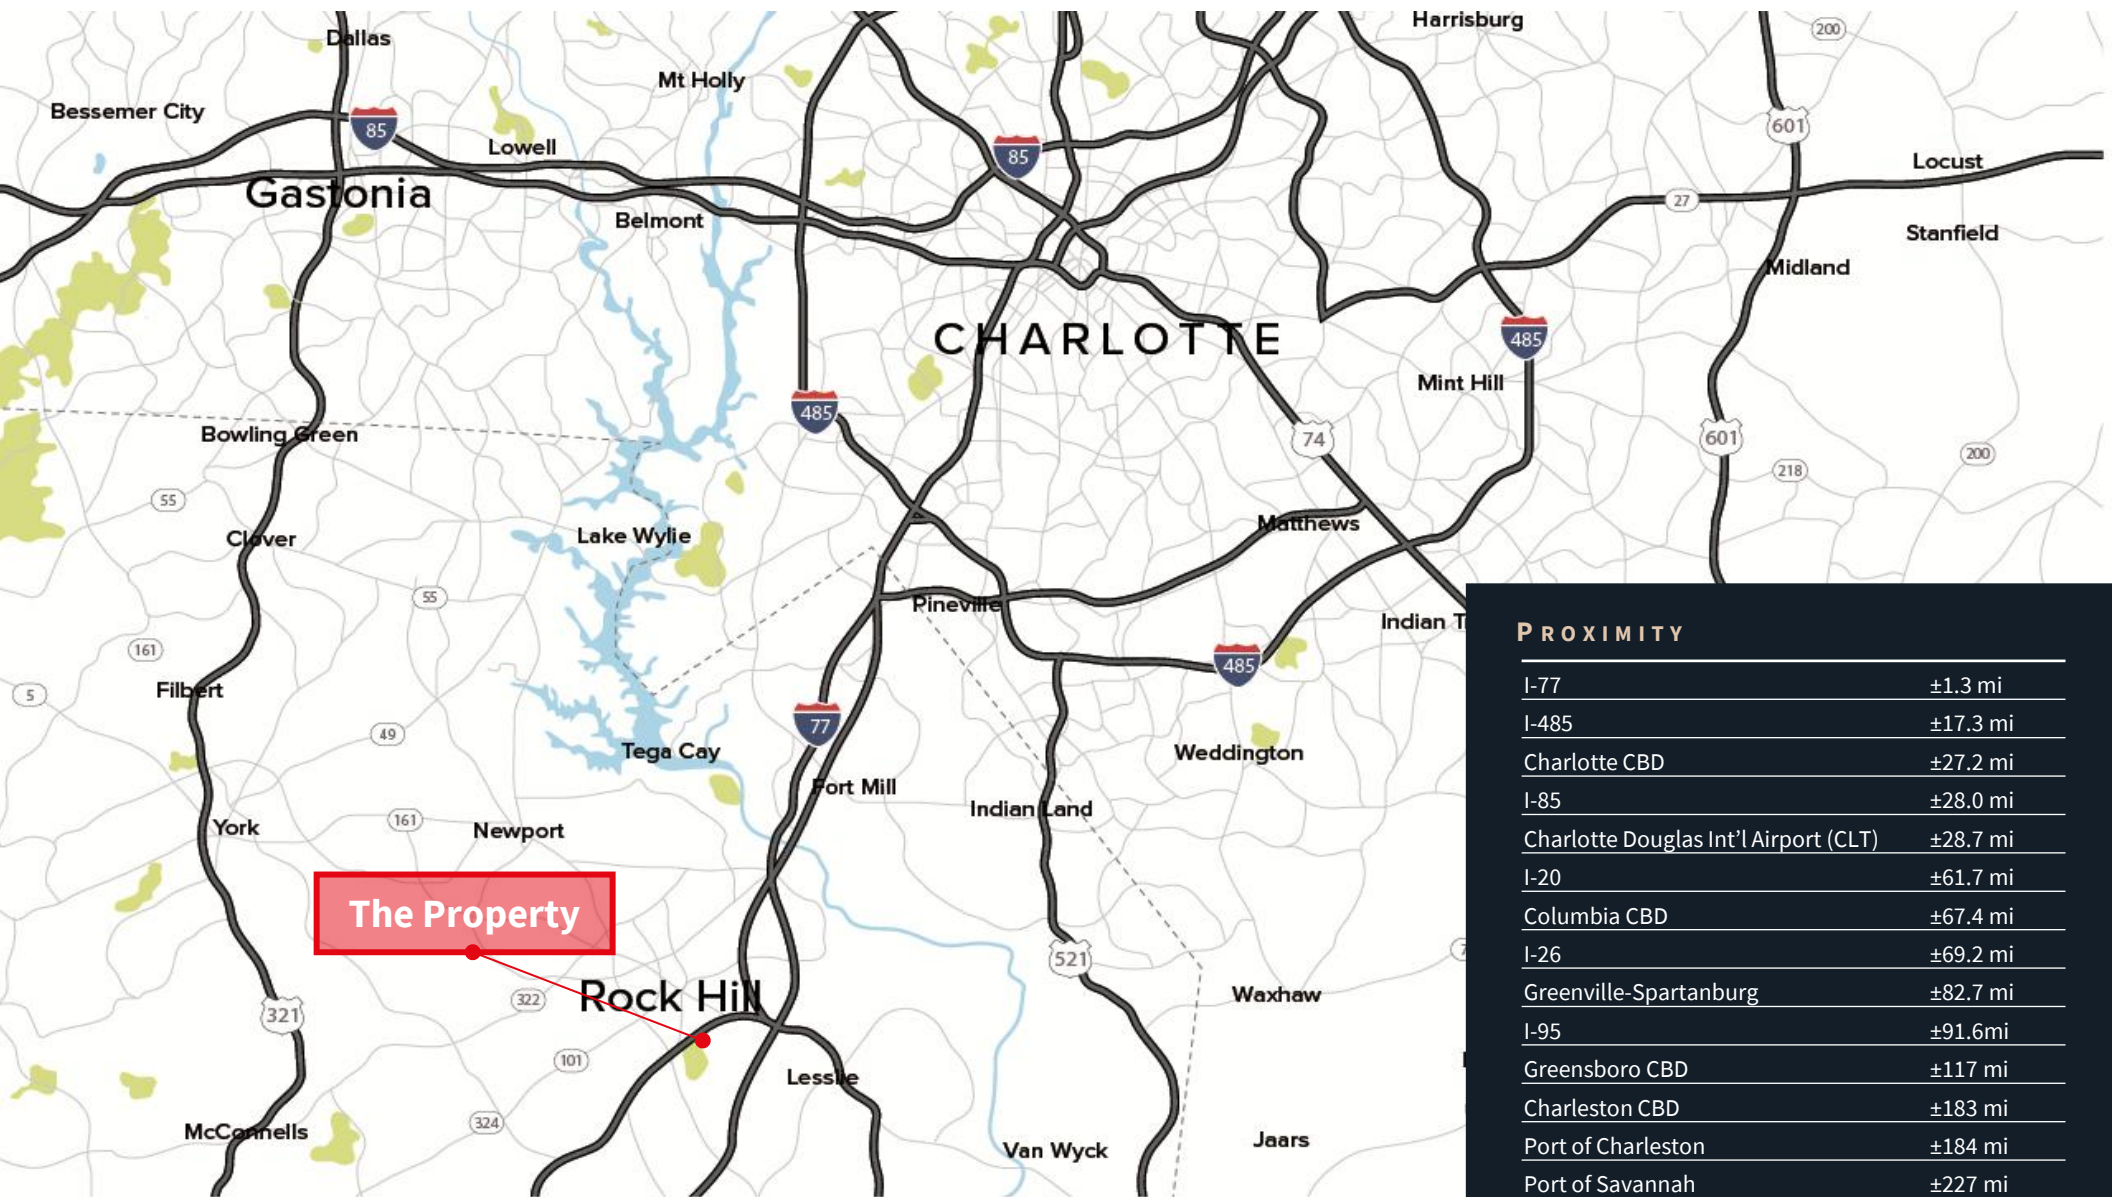 Harrisburg
200
Dallas
Mt Holly
Bessemer City
85
601
Lowell
85
Locust
Gastonia
27
Belmont
Stanfield
Midland
CHARLOTTE
485
Mint Hill
485
Bowling Green
74
601
200
218
55
Matthews
Clover
Lake Wylie
55
Pineville
Indian T
161
485
Filbert
5
77
49
Tega Cay
Weddington
Fort Mill
Indian Land
161
York
Newport
The Property
521
Rock Hill
322
Waxhaw
321
101
Lesslie
324
McConnells
Jaars
Van Wyck
PROXIMITY
I-77 ±1.3 mi
I-485 ±17.3 mi
Charlotte CBD ±27.2 mi
I-85 ±28.0 mi
Charlotte Douglas Int’l Airport (CLT) ±28.7 mi
I-20 ±61.7 mi
Columbia CBD ±67.4 mi
I-26 ±69.2 mi
Greenville-Spartanburg ±82.7 mi
I-95 ±91.6mi
Greensboro CBD ±117 mi
Charleston CBD ±183 mi
Port of Charleston ±184 mi
Port of Savannah ±227 mi